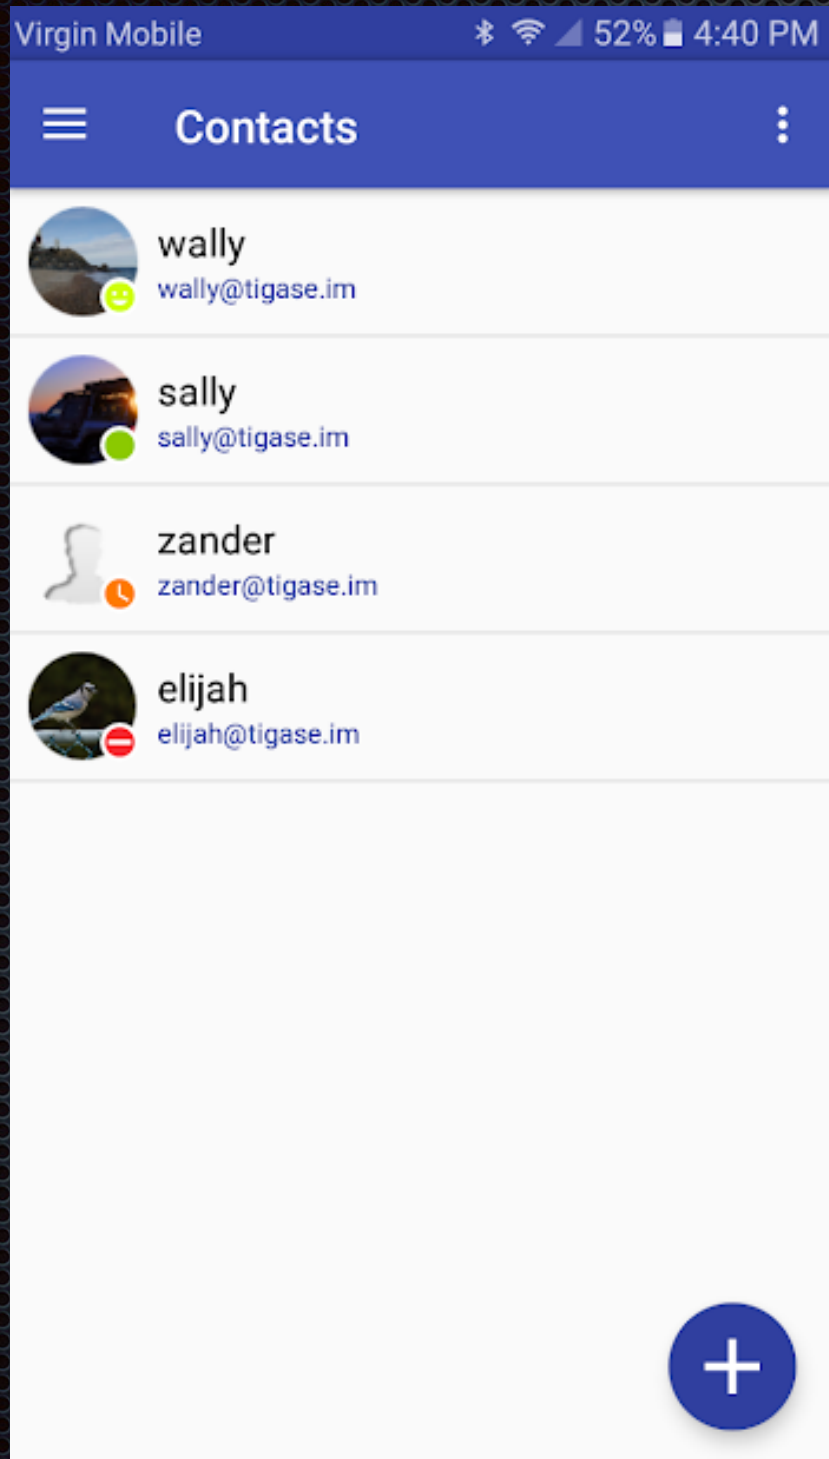 Virgin Mobile 52% 4:40 PM
Contacts
wally
wally@tigase.im
sally
sally@tigase.im
zander
zander@tigase.im
elijah
elijah@tigase.im